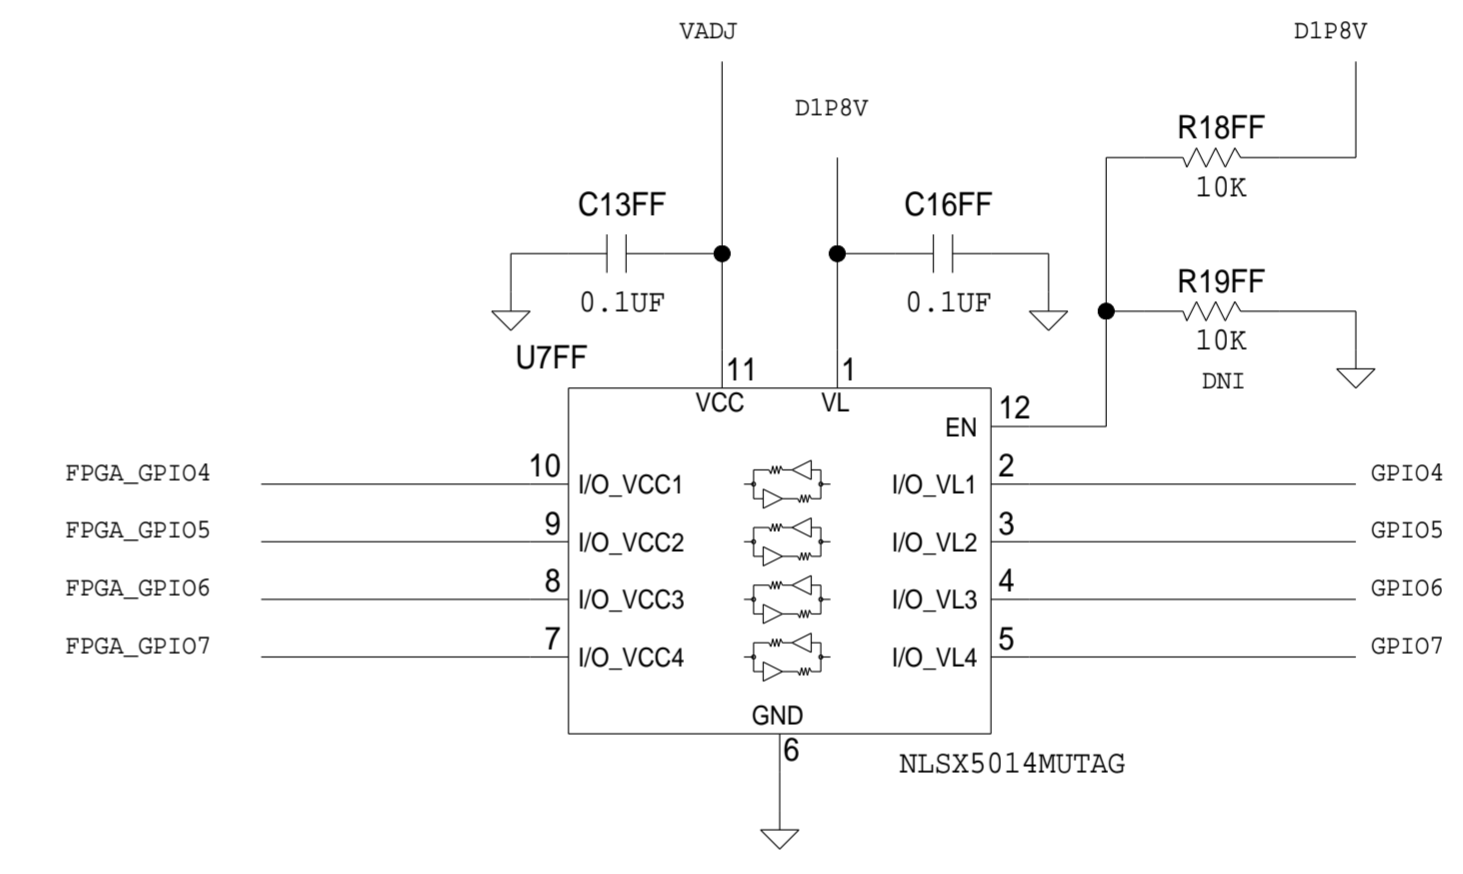 VADJ
D1P8V
D1P8V
R18FF
10K
C13FF
0.1UF
C16FF
0.1UF
R19FF
10K
DNI
U7FF
11
1
VCC
VL
12
EN
FPGA_GPIO4
10
I/O_VCC1
I/O_VL1
2
GPIO4
FPGA_GPIO5
9
I/O_VCC2
I/O_VL2
3
GPIO5
FPGA_GPIO6
8
I/O_VCC3
I/O_VL3
4
GPIO6
FPGA_GPIO7
7
I/O_VCC4
I/O_VL4
5
GPIO7
GND
6
NLSX5014MUTAG